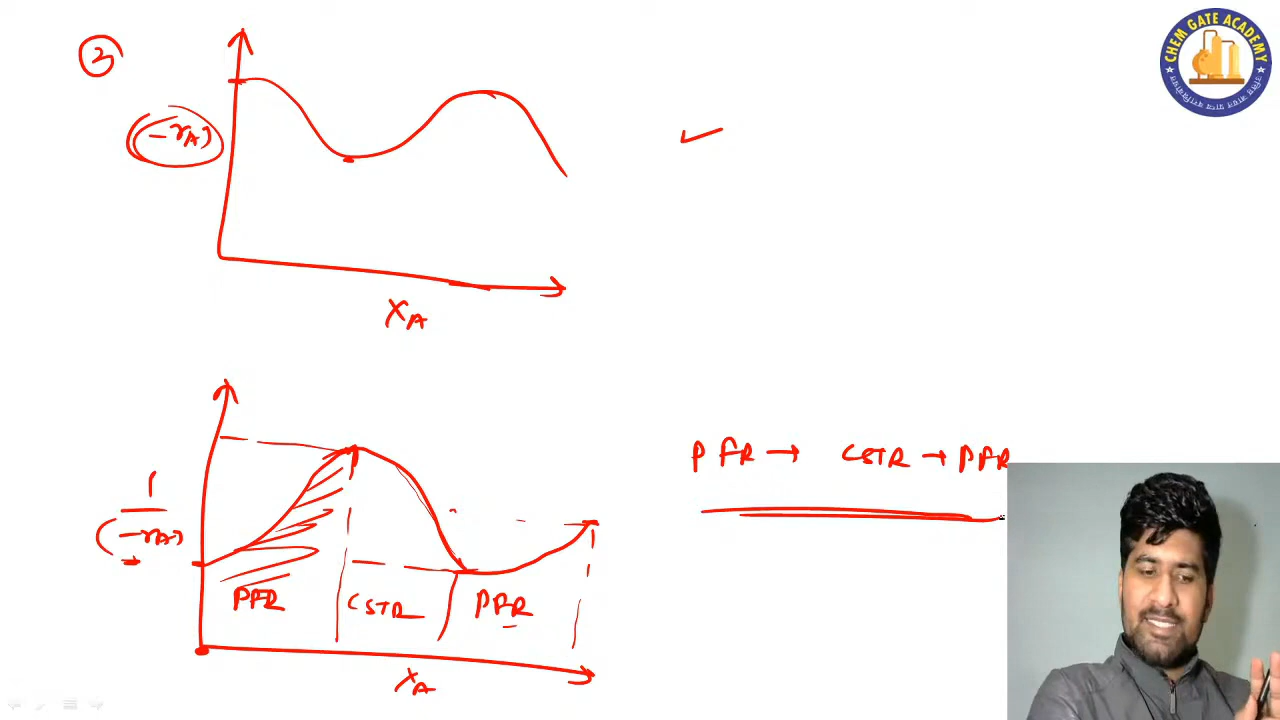 3
CHEM GATE ACADEMY
(-rA)
XA
1
(-rA)
PFR → CSTR → PFR
PFR
CSTR
PFR
XA